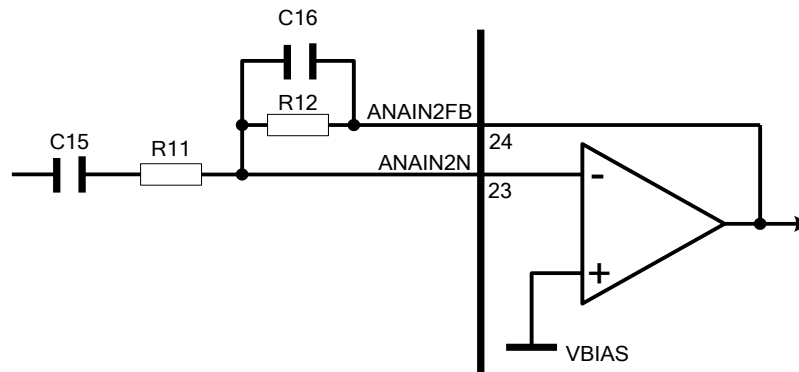 C16
R12
ANAIN2FB
24
C15
R11
ANAIN2N
23
-
+
VBIAS